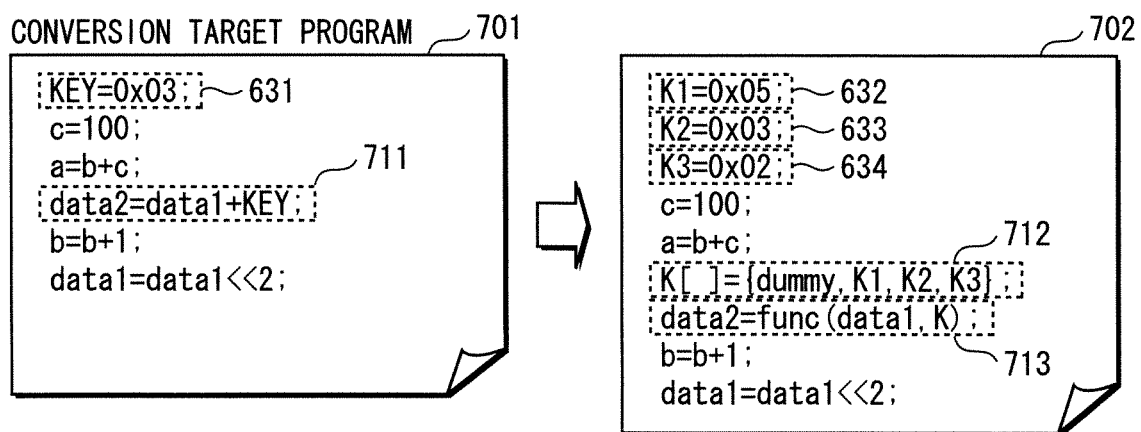 CONVERSION TARGET PROGRAM 701
KEY=0x03; 631
c=100;
a=b+c; 711
data2=data1+KEY;
b=b+1;
data1=data1<<2;
702
K1=0x05; 632
K2=0x03; 633
K3=0x02; 634
c=100;
a=b+c;
712
K[ ]={dummy, K1, K2, K3};
data2=func(data1, K);
b=b+1; 713
data1=data1<<2;